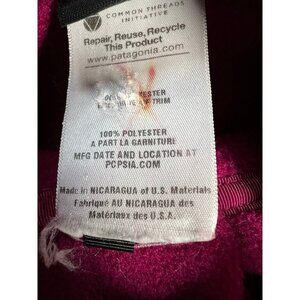 COMMON THREADS
INITIATIVE
Repair, Reuse, Recycle
This Product
www.patagonia.com
100% POLYESTER
A PART LA GARNITURE
MFG DATE AND LOCATION AT
PCPSIA.COM
Made in NICARAGUA of U.S. Materials
Fabriqué AU NICARAGUA des
Matériaux des U.S.A.